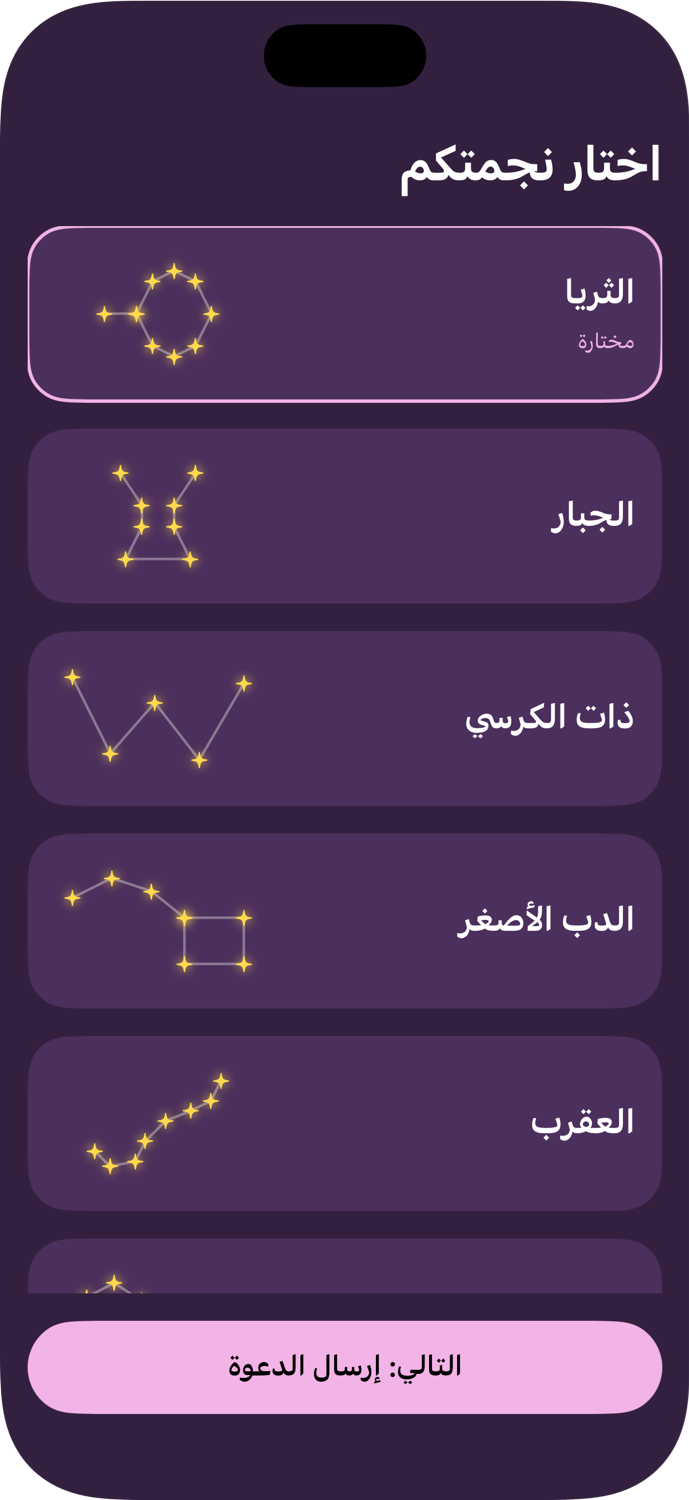 اختار نجمتكم
الثريا
مختارة
الجبار
ذات الكرسي
الدب الأصغر
العقرب
التالي: إرسال الدعوة